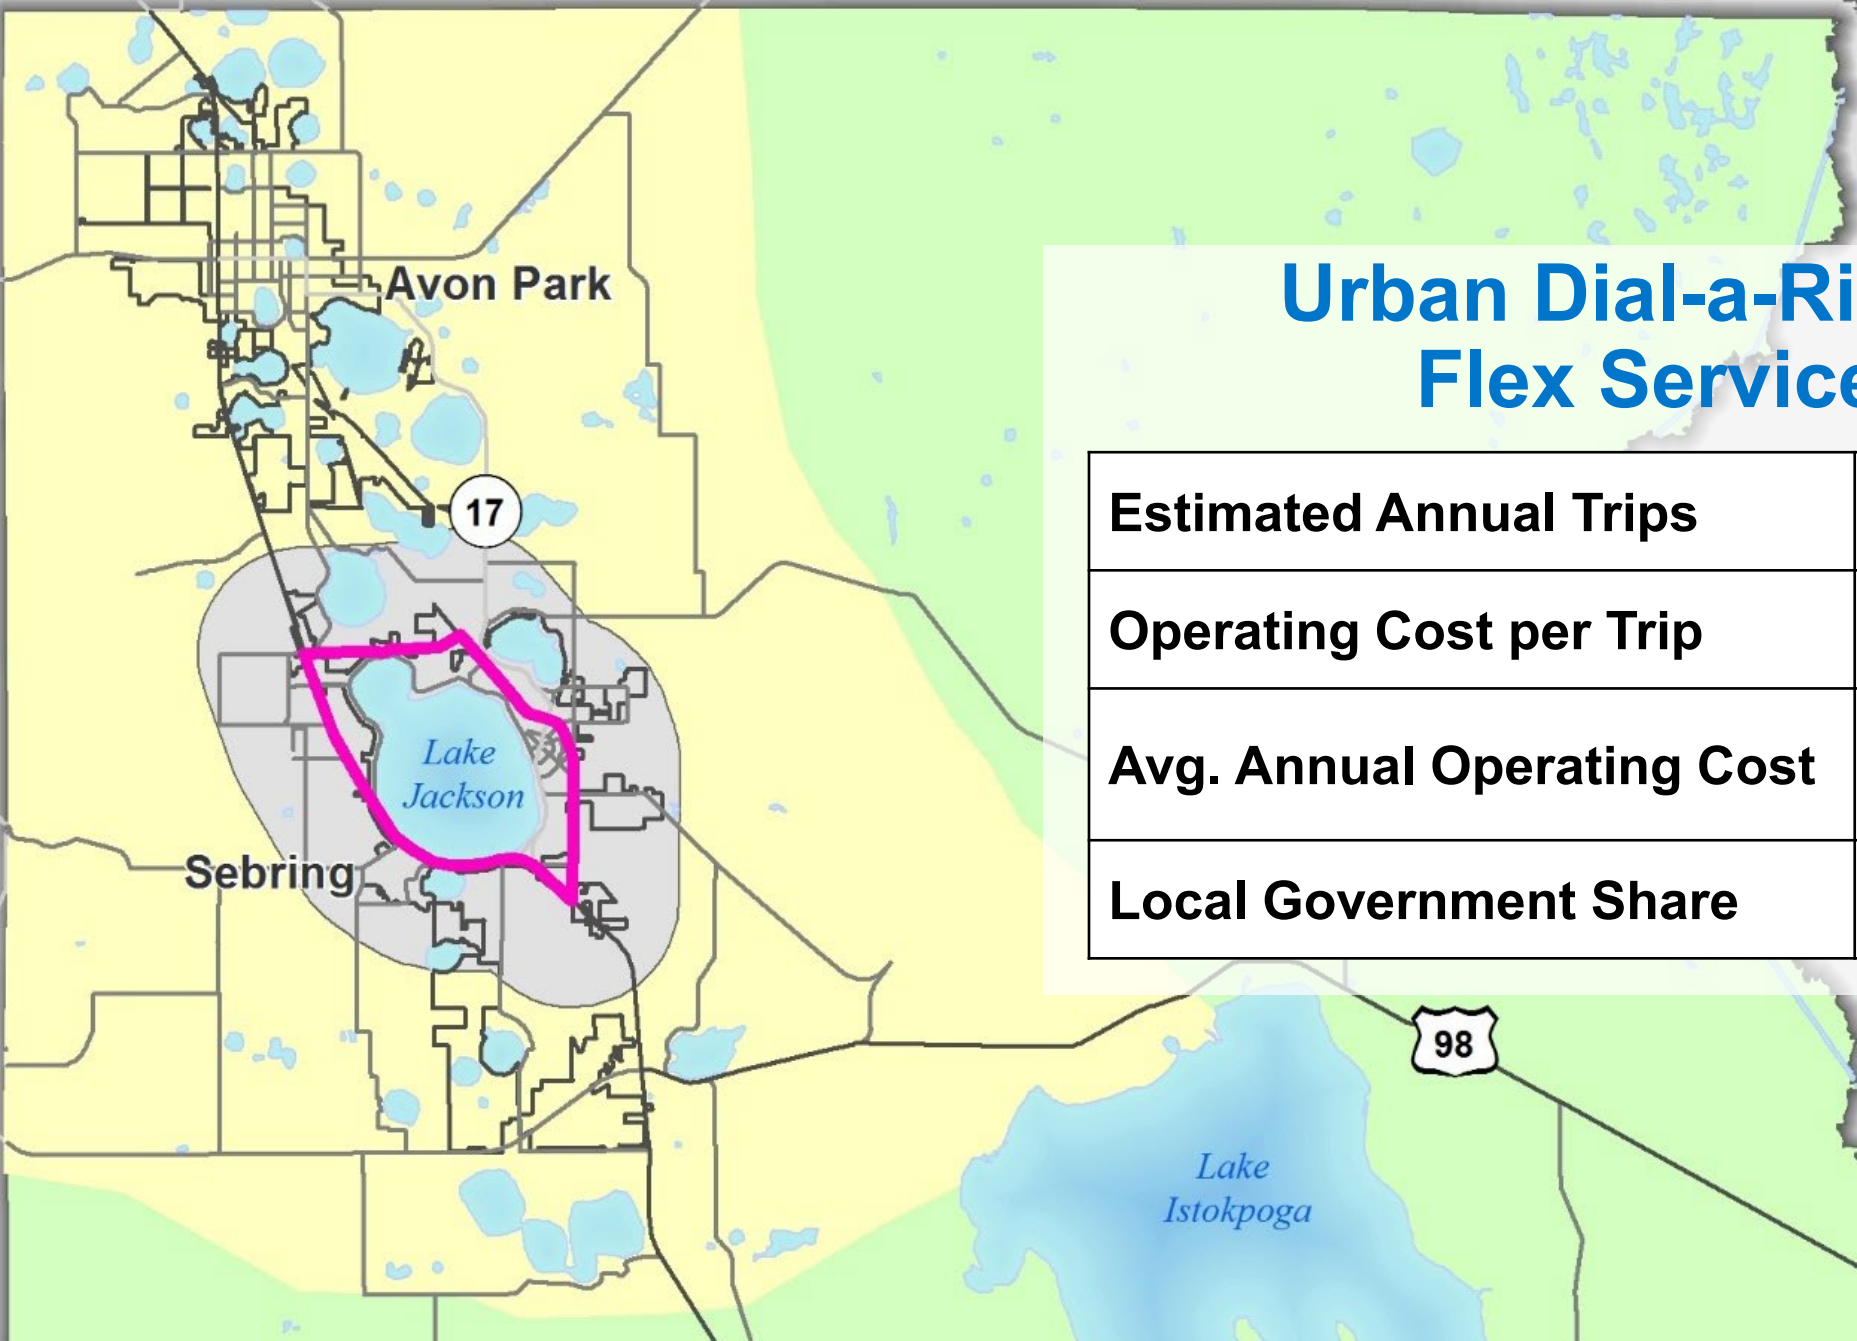 Avon Park
17
Lake
Jackson
Sebring
Urban Dial-a-Ri
Flex Service
Estimated Annual Trips
Operating Cost per Trip
Avg. Annual Operating Cost
Local Government Share
98
Lake
Istokpoga